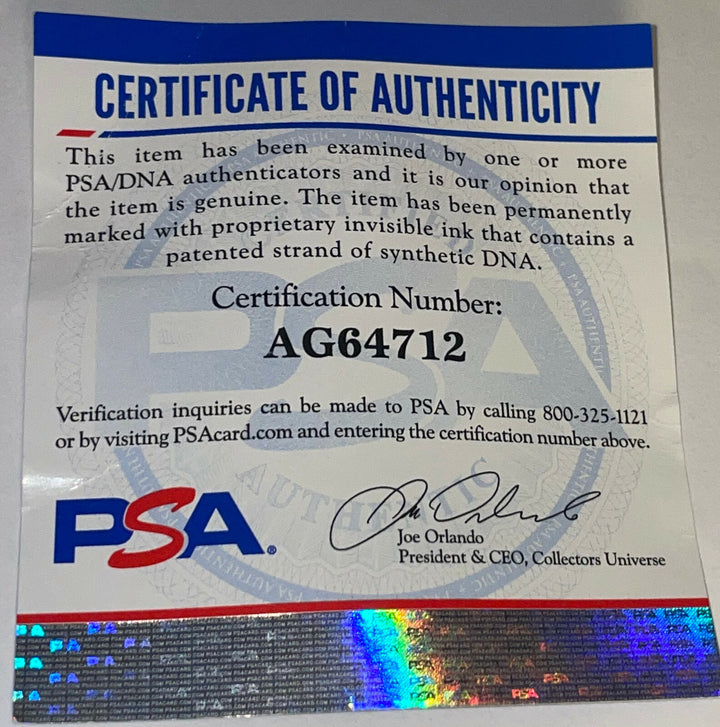 CERTIFICATE OF AUTHENTICITY
This item has been examined by one or more
PSA/DNA authenticators and it is our opinion that
the item is genuine. The item has been permanently
marked with proprietary invisible ink that contains a
patented strand of synthetic DNA.
Certification Number:
AG64712
Verification inquiries can be made to PSA by calling 800-325-1121
or by visiting PSAcard.com and entering the certification number above.
PSA®
Joe Orlando
Joe Orlando
President & CEO, Collectors Universe